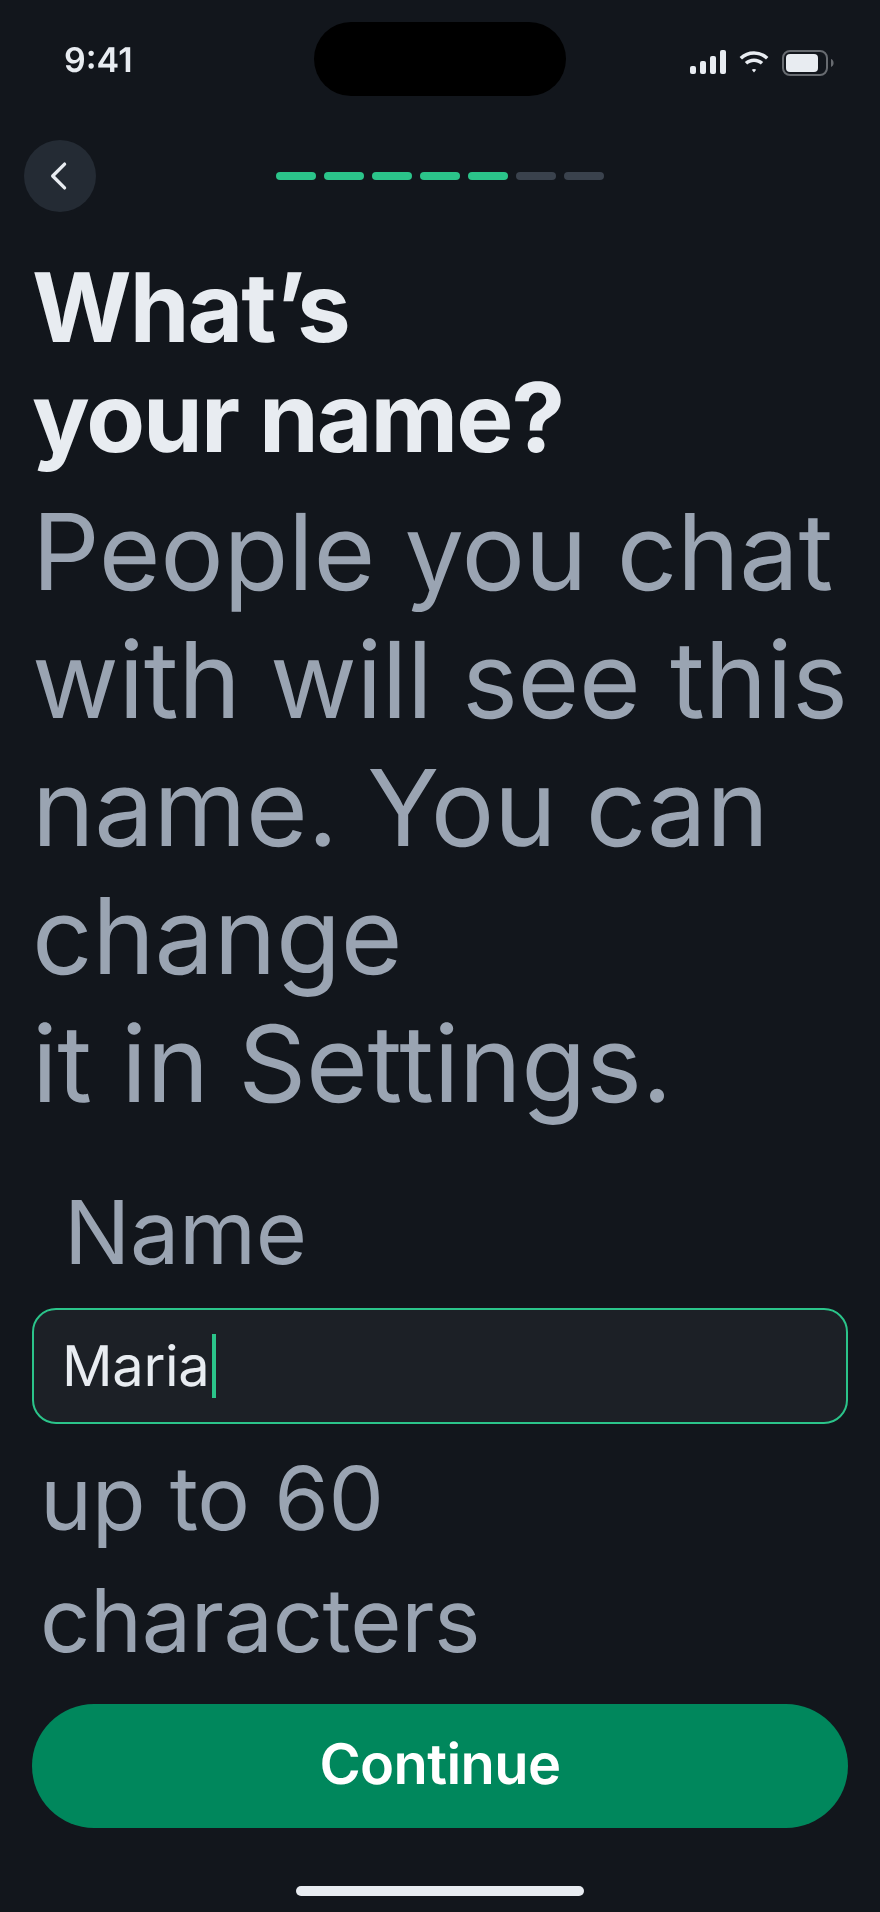 9:41
What’s
your name?
People you chat
with will see this
name. You can
change
it in Settings.
Name
Maria
up to 60
characters
Continue